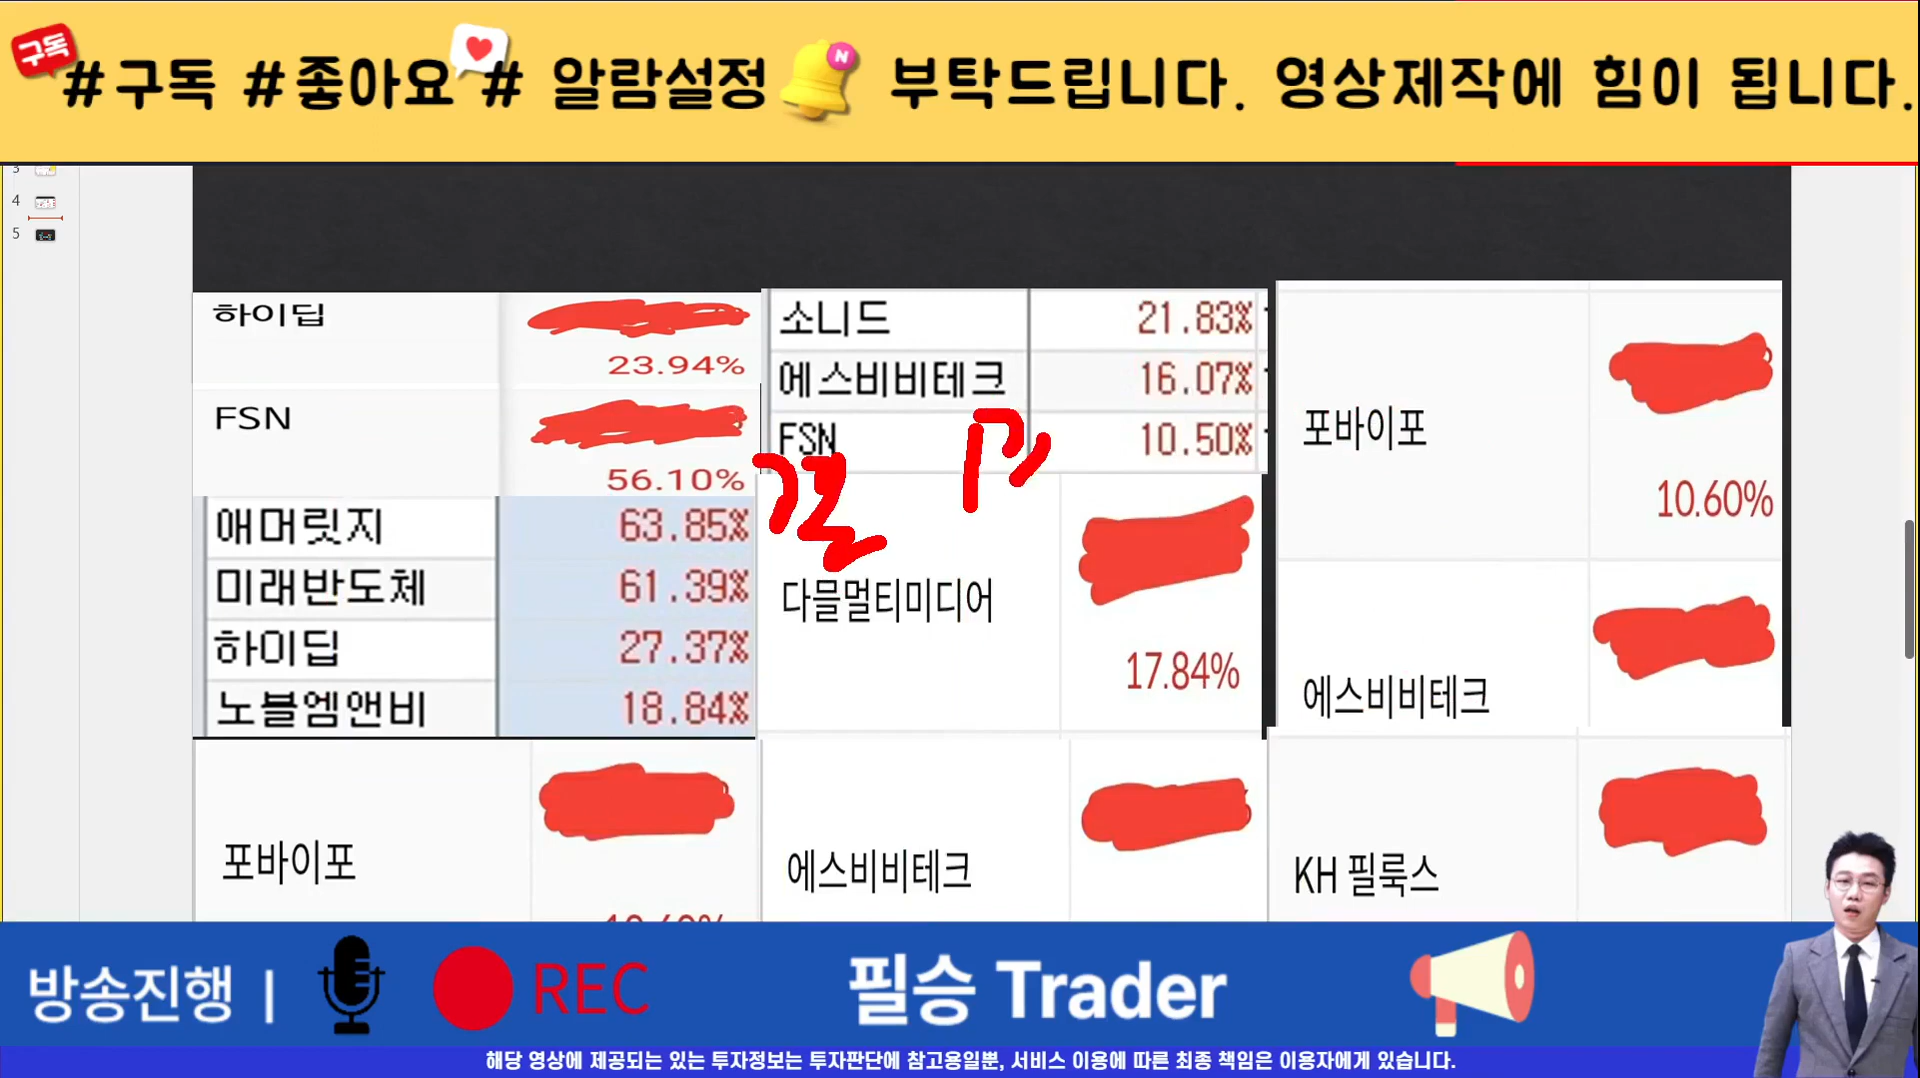 구독
#구독 #좋아요 # 알람설정 N 부탁드립니다. 영상제작에 힘이 됩니다.
3
4
5
하이딥
23.94%
FSN
56.10%
애머릿지 63.85%
미래반도체 61.39%
하이딥 27.37%
노블엠앤비 18.84%
소니드 21.83%
에스비비테크 16.07%
FSN 10.50%
다믈멀티미디어
17.84%
포바이포
10.60%
에스비비테크
포바이포
에스비비테크
KH 필룩스
방송진행 | REC 필승 Trader
해당 영상에 제공되는 있는 투자정보는 투자판단에 참고용일뿐, 서비스 이용에 따른 최종 책임은 이용자에게 있습니다.